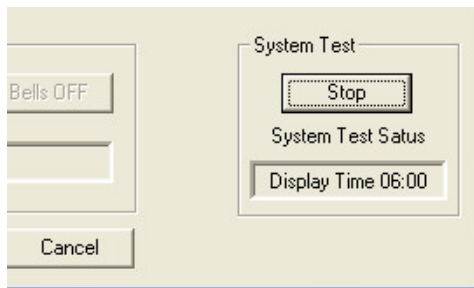 System Test
Bells OFF
Stop
System Test Satus
Display Time 06:00
Cancel